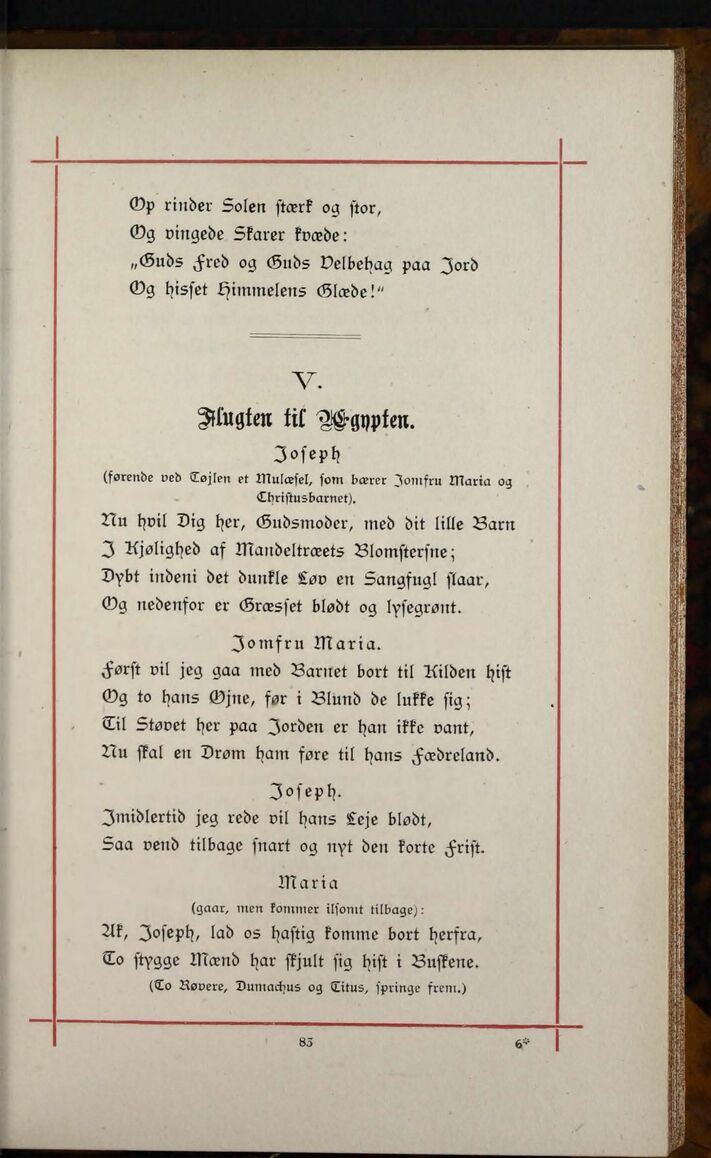 Op rinder Solen stærk og stor,
Og vingede Skarer kvæde:
„Guds Fred og Guds Velbehag paa Jord
Og hisset Himmelens Glæde!"
V.
Flugten til Ægypten.
Joseph
(førende ved Tøjlen et Mulæsel, som bærer Jomfru Maria og
Christusbarnet).
Nu hvil Dig her, Gudsmoder, med dit lille Barn
I Kjølighed af Mandeltræets Blomstersne;
Dybt indeni det dunkle Løv en Sangfugl slaar,
Og nedenfor er Græsset blødt og lysegrønt.
Jomfru Maria.
Først vil jeg gaa med Barnet bort til Kilden hist
Og to hans Øjne, før i Blund de lukke sig;
Til Støvet her paa Jorden er han ikke vant,
Nu skal en Drøm ham føre til hans Fædreland.
Joseph.
Imidlertid jeg rede vil hans Leje blødt,
Saa vend tilbage snart og nyt den korte Frist.
Maria
(gaar, men kommer ilsomt tilbage):
Ak, Joseph, lad os hastig komme bort herfra,
To stygge Mænd har skjult sig hist i Buskene.
(To Røvere, Dumachus og Titus, springe frem.)
83 6*